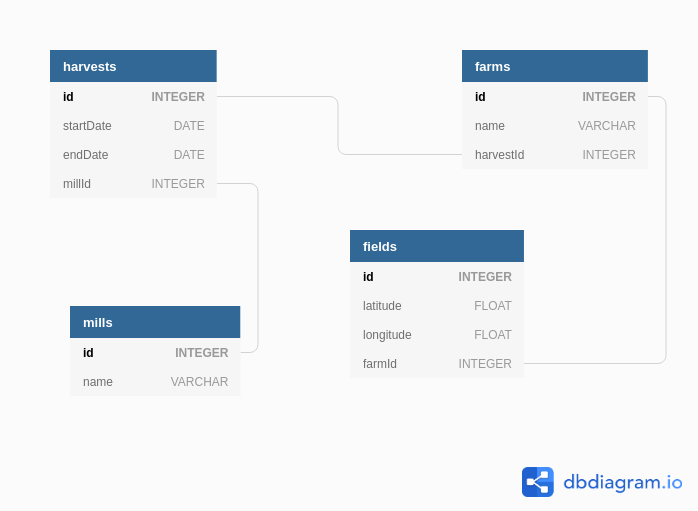 harvests
id INTEGER
startDate DATE
endDate DATE
millId INTEGER
farms
id INTEGER
name VARCHAR
harvestId INTEGER
fields
id INTEGER
latitude FLOAT
longitude FLOAT
farmId INTEGER
mills
id INTEGER
name VARCHAR
dbdiagram.io